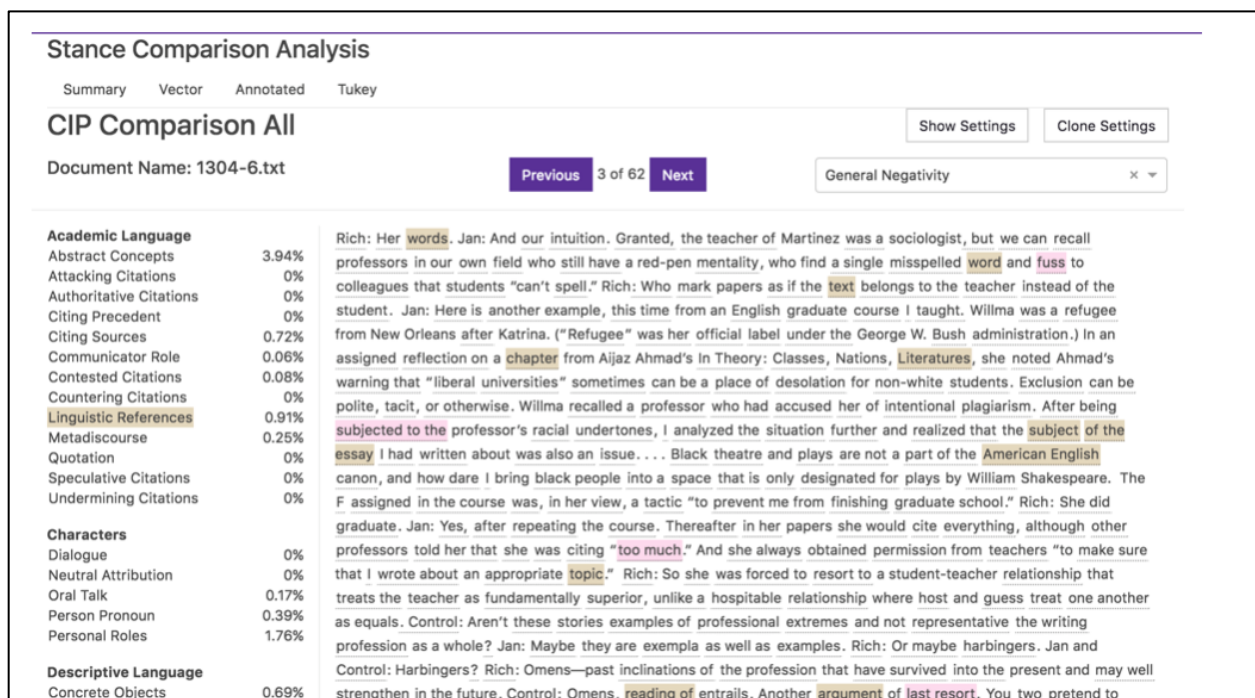 Stance Comparison Analysis
Summary Vector Annotated Tukey
CIP Comparison All
Show Settings Clone Settings
Document Name: 1304-6.txt
Previous 3 of 62 Next
General Negativity × 
Academic Language
Abstract Concepts 3.94%
Attacking Citations 0%
Authoritative Citations 0%
Citing Precedent 0%
Citing Sources 0.72%
Communicator Role 0.06%
Contested Citations 0.08%
Countering Citations 0%
Linguistic References 0.91%
Metadiscourse 0.25%
Quotation 0%
Speculative Citations 0%
Undermining Citations 0%
Characters
Dialogue 0%
Neutral Attribution 0%
Oral Talk 0.17%
Person Pronoun 0.39%
Personal Roles 1.76%
Descriptive Language
Concrete Objects 0.69%
Rich: Her words. Jan: And our intuition. Granted, the teacher of Martinez was a sociologist, but we can recall
professors in our own field who still have a red-pen mentality, who find a single misspelled word and fuss to
colleagues that students “can’t spell.” Rich: Who mark papers as if the text belongs to the teacher instead of the
student. Jan: Here is another example, this time from an English graduate course I taught. Willma was a refugee
from New Orleans after Katrina. (“Refugee” was her official label under the George W. Bush administration.) In an
assigned reflection on a chapter from Aijaz Ahmad’s In Theory: Classes, Nations, Literatures, she noted Ahmad’s
warning that “liberal universities” sometimes can be a place of desolation for non-white students. Exclusion can be
polite, tacit, or otherwise. Willma recalled a professor who had accused her of intentional plagiarism. After being
subjected to the professor’s racial undertones, I analyzed the situation further and realized that the subject of the
essay I had written about was also an issue. . . . Black theatre and plays are not a part of the American English
canon, and how dare I bring black people into a space that is only designated for plays by William Shakespeare. The
F assigned in the course was, in her view, a tactic “to prevent me from finishing graduate school.” Rich: She did
graduate. Jan: Yes, after repeating the course. Thereafter in her papers she would cite everything, although other
professors told her that she was citing “too much.” And she always obtained permission from teachers “to make sure
that I wrote about an appropriate topic.” Rich: So she was forced to resort to a student-teacher relationship that
treats the teacher as fundamentally superior, unlike a hospitable relationship where host and guess treat one another
as equals. Control: Aren’t these stories examples of professional extremes and not representative the writing
profession as a whole? Jan: Maybe they are exempla as well as examples. Rich: Or maybe harbingers. Jan and
Control: Harbingers? Rich: Omens—past inclinations of the profession that have survived into the present and may well
strengthen in the future. Control: Omens, reading of entrails. Another argument of last resort. You two pretend to